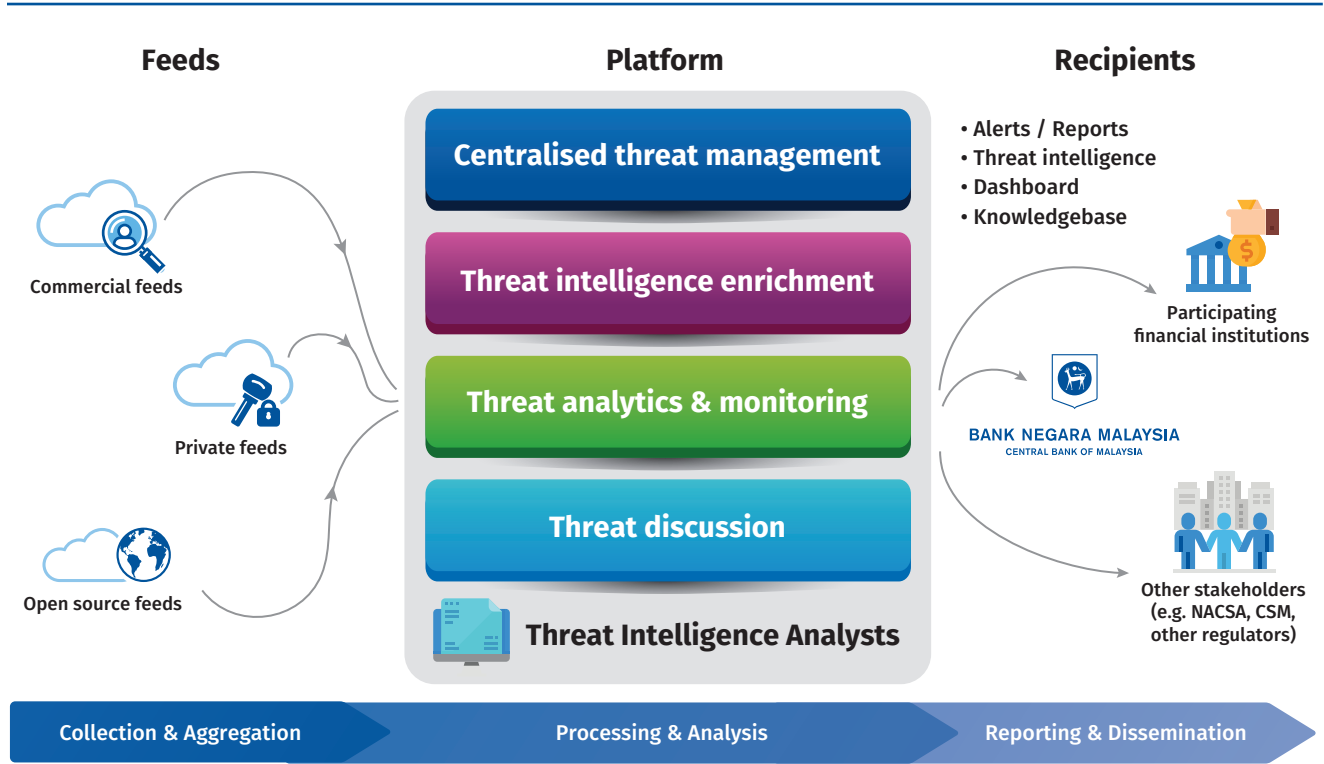 Feeds
Commercial feeds
Private feeds
Open source feeds
Platform
Centralised threat management
Threat intelligence enrichment
Threat analytics & monitoring
Threat discussion
Threat Intelligence Analysts
Recipients
• Alerts / Reports
• Threat intelligence
• Dashboard
• Knowledgebase
$
Participating
financial institutions
BANK NEGARA MALAYSIA
CENTRAL BANK OF MALAYSIA
Other stakeholders
(e.g. NACSA, CSM,
other regulators)
Collection & Aggregation
Processing & Analysis
Reporting & Dissemination